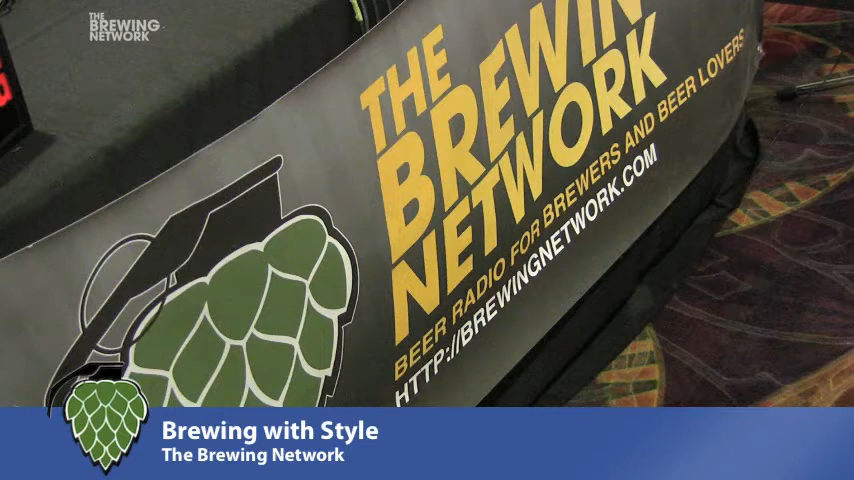 THE
BREWING
NETWORK
THE
BREWIN
NETWORK
BEER RADIO FOR BREWERS AND BEER LOVERS
HTTP://BREWINGNETWORK.COM
Brewing with Style
The Brewing Network